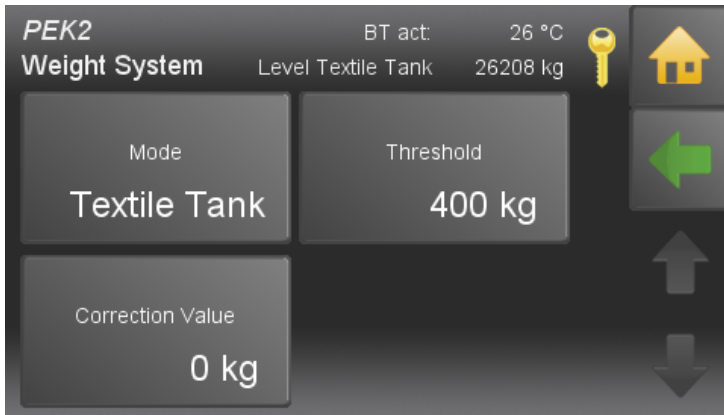 PEK2 BT act: 26 °C
Weight System Level Textile Tank 26208 kg
Mode
Textile Tank
Threshold
400 kg
Correction Value
0 kg